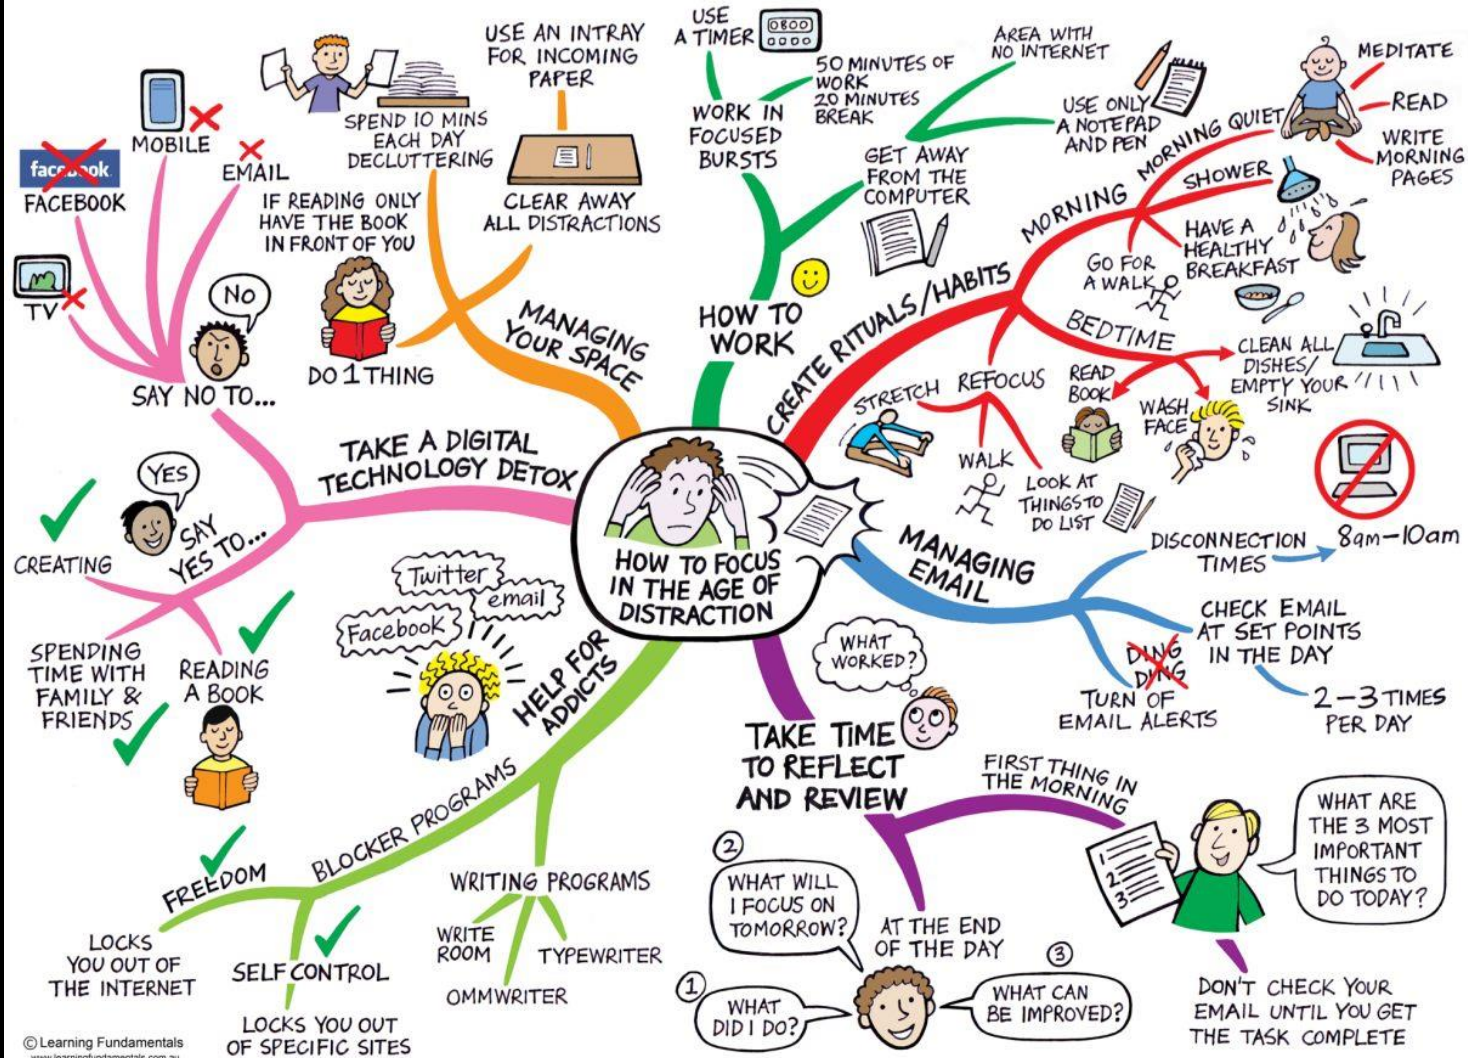 HOW TO FOCUS
IN THE AGE OF
DISTRACTION
HOW TO
WORK
WORK IN
FOCUSED
BURSTS
USE
A TIMER
0800
50 MINUTES OF
WORK
20 MINUTES
BREAK
GET AWAY
FROM THE
COMPUTER
AREA WITH
NO INTERNET
USE ONLY
A NOTEPAD
AND PEN
CREATE RITUALS/HABITS
MORNING
MORNING QUIET
MEDITATE
READ
WRITE
MORNING
PAGES
SHOWER
HAVE A
HEALTHY
BREAKFAST
GO FOR
A WALK
BEDTIME
CLEAN ALL
DISHES/
EMPTY YOUR
SINK
READ
BOOK
WASH
FACE
REFOCUS
STRETCH
WALK
LOOK AT
THINGS TO
DO LIST
MANAGING
EMAIL
DISCONNECTION
TIMES
8am-10am
CHECK EMAIL
AT SET POINTS
IN THE DAY
2-3 TIMES
PER DAY
DING
DING
TURN OF
EMAIL ALERTS
TAKE TIME
TO REFLECT
AND REVIEW
WHAT
WORKED?
FIRST THING IN
THE MORNING
1
2
3
WHAT ARE
THE 3 MOST
IMPORTANT
THINGS TO
DO TODAY?
DON'T CHECK YOUR
EMAIL UNTIL YOU GET
THE TASK COMPLETE
AT THE END
OF THE DAY
1
WHAT
DID I DO?
2
WHAT WILL
I FOCUS ON
TOMORROW?
3
WHAT CAN
BE IMPROVED?
HELP FOR
ADDICTS
Twitter
email
Facebook
BLOCKER PROGRAMS
FREEDOM
LOCKS
YOU OUT OF
THE INTERNET
SELF CONTROL
LOCKS YOU OUT
OF SPECIFIC SITES
WRITING PROGRAMS
WRITE
ROOM
OMMWRITER
TYPEWRITER
TAKE A DIGITAL
TECHNOLOGY DETOX
SAY NO TO...
NO
TV
facebook
FACEBOOK
MOBILE
EMAIL
YES
SAY
YES TO...
CREATING
SPENDING
TIME WITH
FAMILY &
FRIENDS
READING
A BOOK
MANAGING
YOUR SPACE
SPEND 10 MINS
EACH DAY
DECLUTTERING
USE AN INTRAY
FOR INCOMING
PAPER
CLEAR AWAY
ALL DISTRACTIONS
IF READING ONLY
HAVE THE BOOK
IN FRONT OF YOU
DO 1 THING
© Learning Fundamentals
www.learningfundamentals.com.au